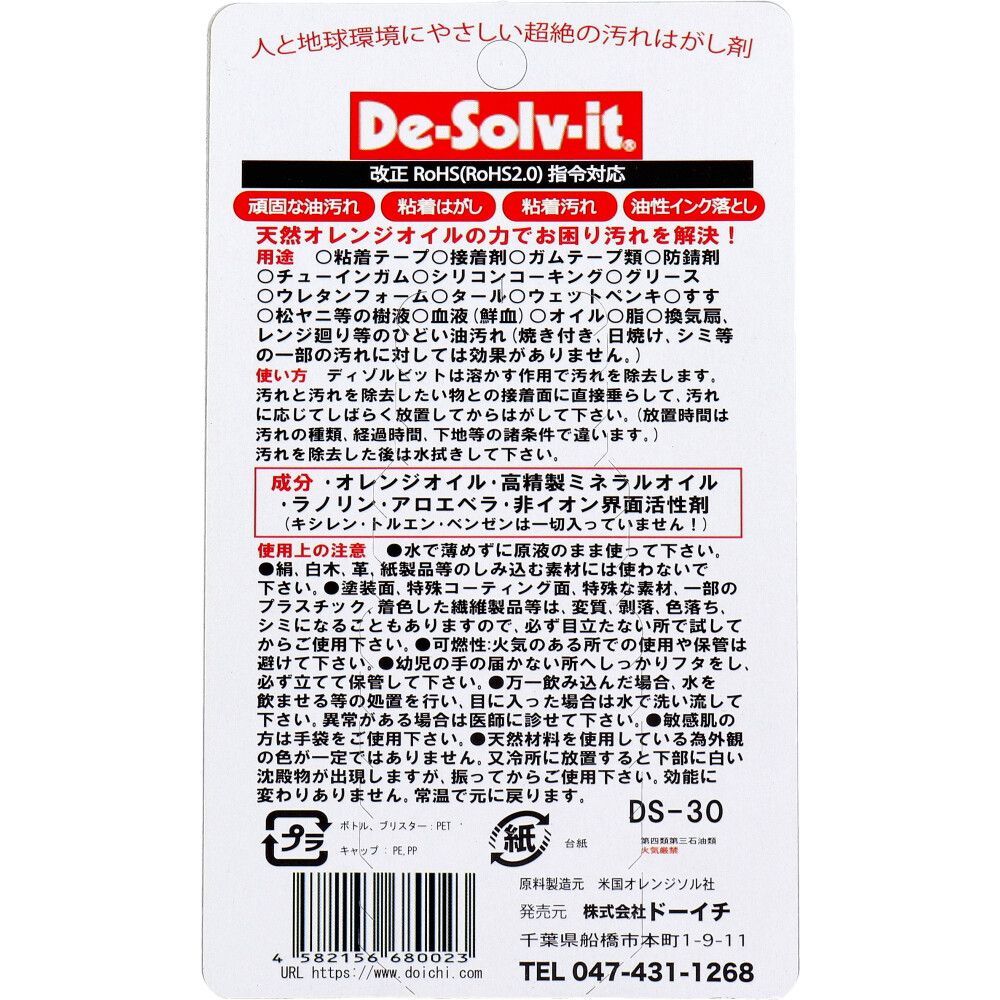 人と地球環境にやさしい超絶の汚れはがし剤
De-Solv-it®
改正 RoHS(RoHS2.0) 指令対応
頑固な油汚れ 粘着はがし 粘着汚れ 油性インク落とし
天然オレンジオイルの力でお困り汚れを解決！
用途 ○粘着テープ○接着剤○ガムテープ類○防錆剤
○チューインガム○シリコンコーキング○グリース
○ウレタンフォーム○タール○ウェットペンキ○すす
○松ヤニ等の樹液○血液(鮮血)○オイル○脂○換気扇、
レンジ廻り等のひどい油汚れ(焼き付き、日焼け、シミ等
の一部の汚れに対しては効果がありません。)
使い方 ディゾルビットは溶かす作用で汚れを除去します。
汚れと汚れを除去したい物との接着面に直接垂らして、汚れ
に応じてしばらく放置してからはがして下さい。(放置時間は
汚れの種類、経過時間、下地等の諸条件で違います。)
汚れを除去した後は水拭きして下さい。
成分 ・オレンジオイル・高精製ミネラルオイル
・ラノリン・アロエベラ・非イオン界面活性剤
(キシレン・トルエン・ベンゼンは一切入っていません！)
使用上の注意 ●水で薄めずに原液のまま使って下さい。
●絹、白木、革、紙製品等のしみ込む素材には使わないで
下さい。●塗装面、特殊コーティング面、特殊な素材、一部の
プラスチック、着色した繊維製品等は、変質、剥落、色落ち、
シミになることもありますので、必ず目立たない所で試して
からご使用下さい。●可燃性:火気のある所での使用や保管は
避けて下さい。●幼児の手の届かない所へしっかりフタをし、
必ず立てて保管して下さい。●万一飲み込んだ場合、水を
飲ませる等の処置を行い、目に入った場合は水で洗い流して
下さい。異常がある場合は医師に診せて下さい。●敏感肌の
方は手袋をご使用下さい。●天然材料を使用している為外観
の色が一定ではありません。又冷所に放置すると下部に白い
沈殿物が出現しますが、振ってからご使用下さい。効能に
変わりありません。常温で元に戻ります。
DS-30
プラ ボトル、ブリスター:PET
キャップ:PE,PP
紙 台紙
第四類第三石油類
火気厳禁
原料製造元 米国オレンジソル社
発売元 株式会社ドーイチ
千葉県船橋市本町1-9-11
TEL 047-431-1268
4 582156 680023
URL https://www.doichi.com/